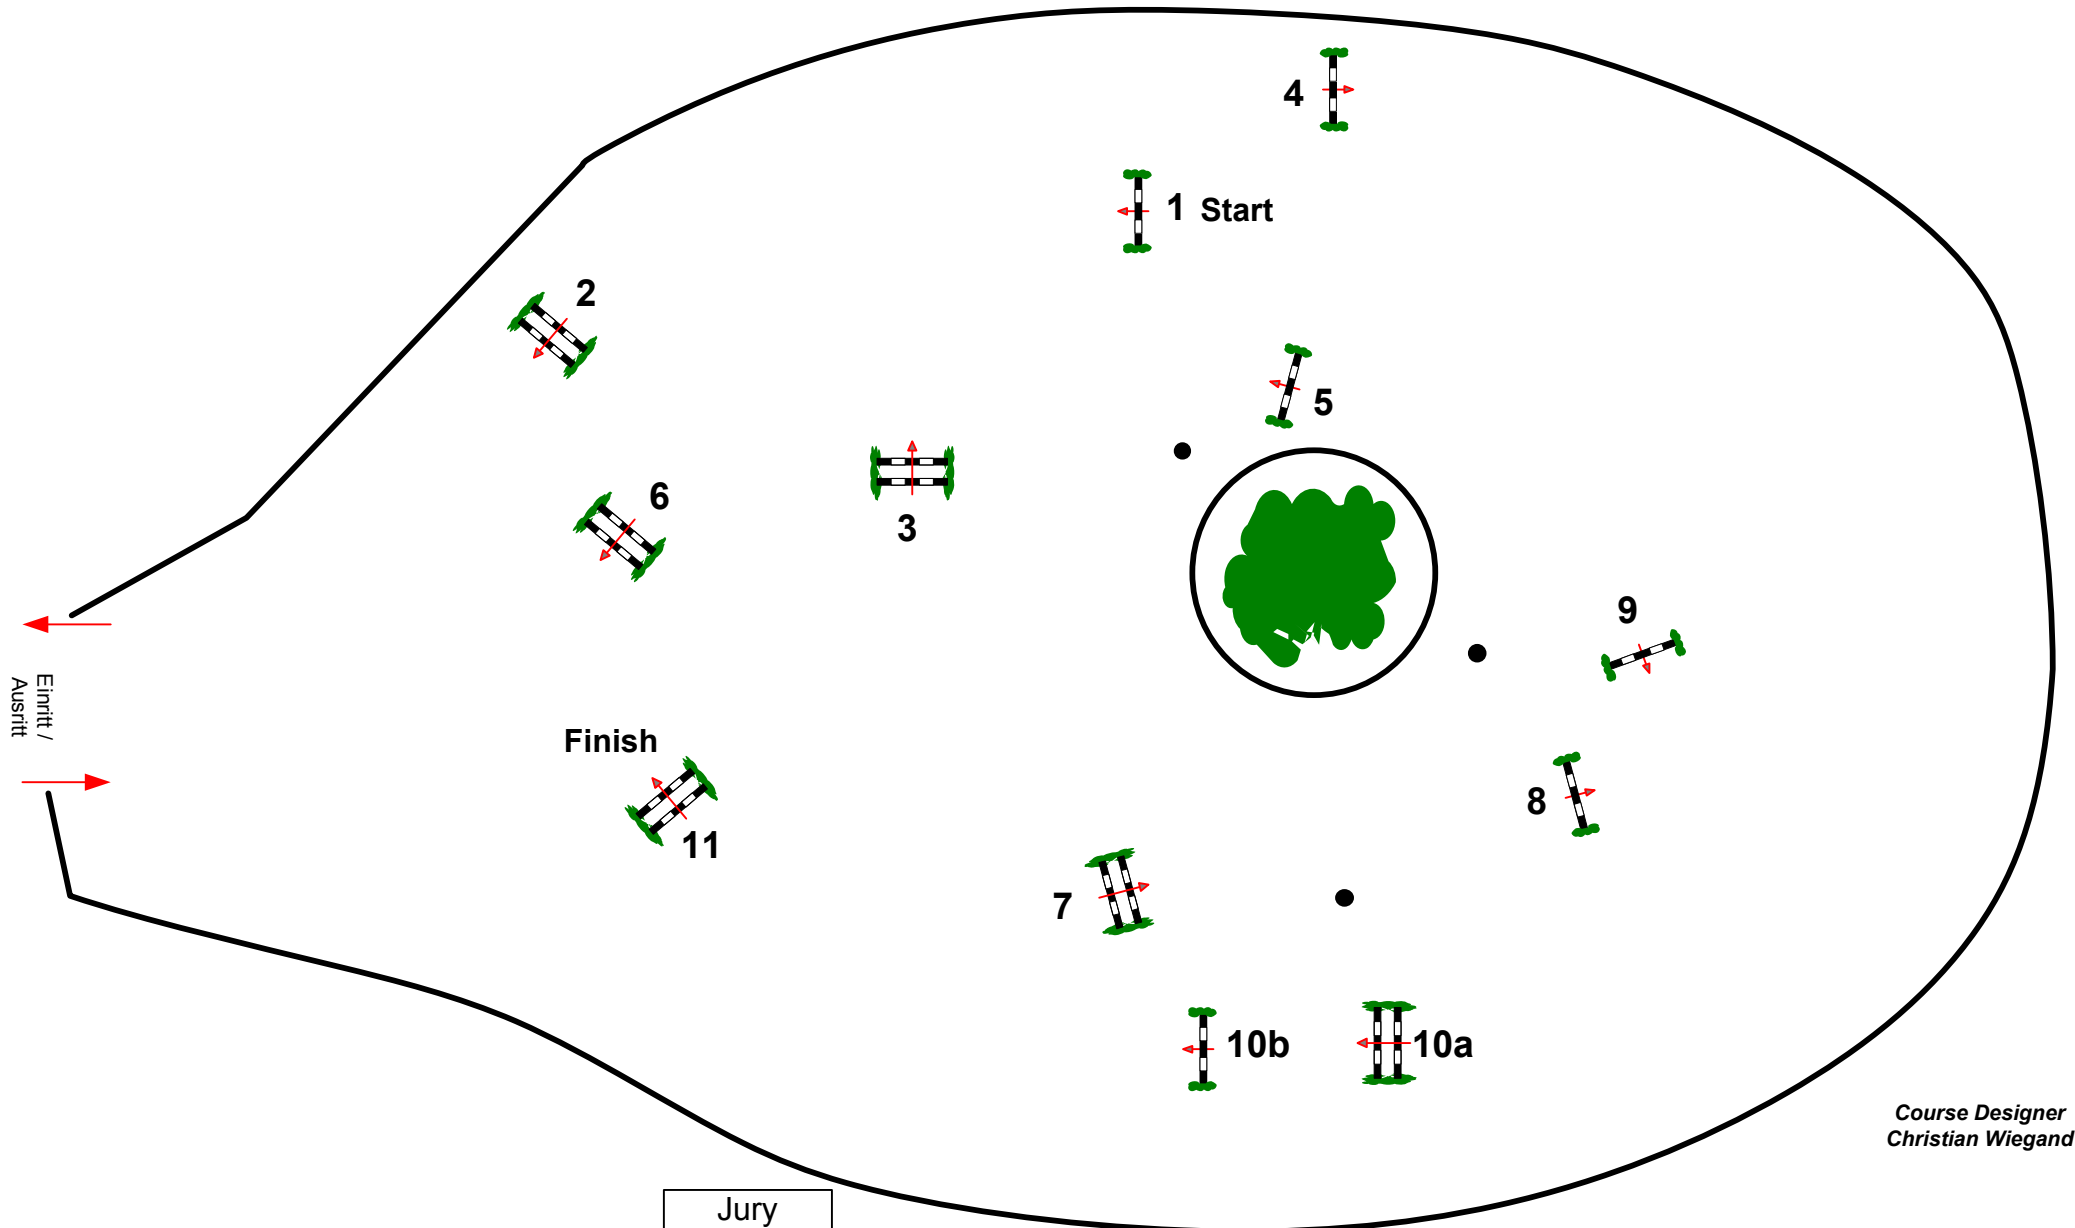 4
1 Start
2
5
6
3
9
Finish
8
11
7
10b
10a
Einritt /
Ausritt
Course Designer
Christian Wiegand
Jury